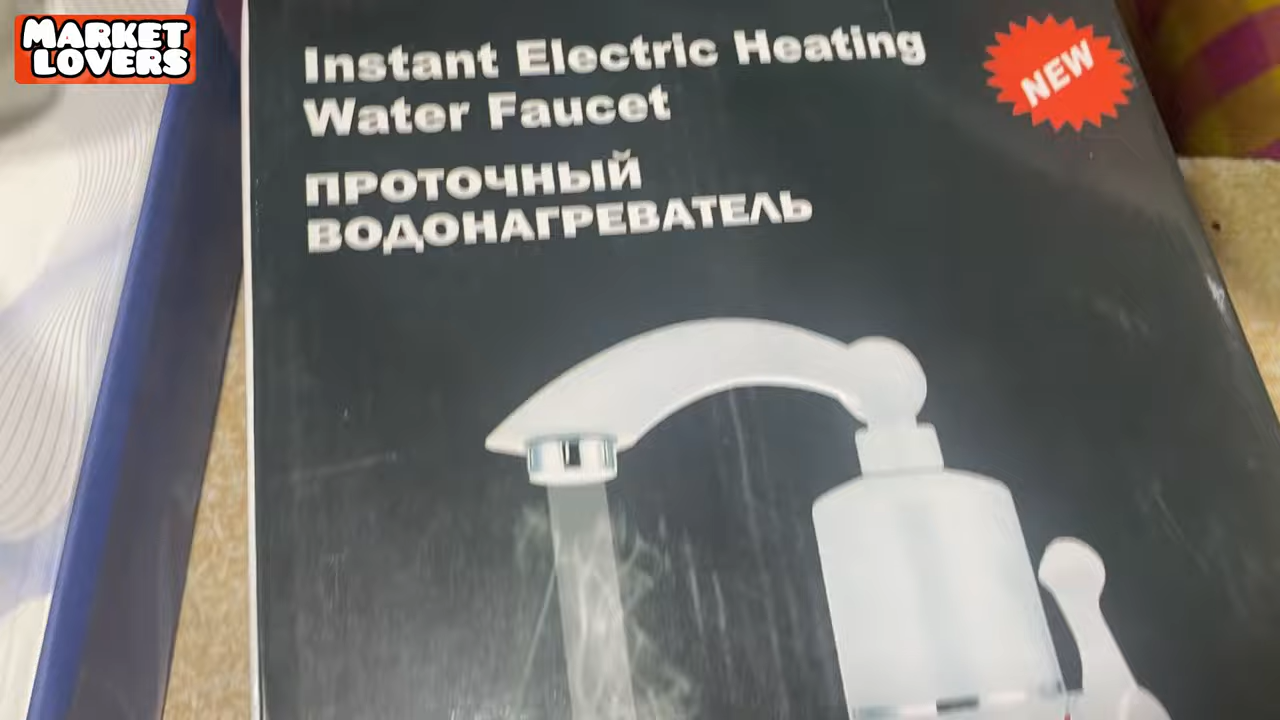 MARKET
LOVERS
Instant Electric Heating
Water Faucet
NEW
ПРОТОЧНЫЙ
ВОДОНАГРЕВАТЕЛЬ